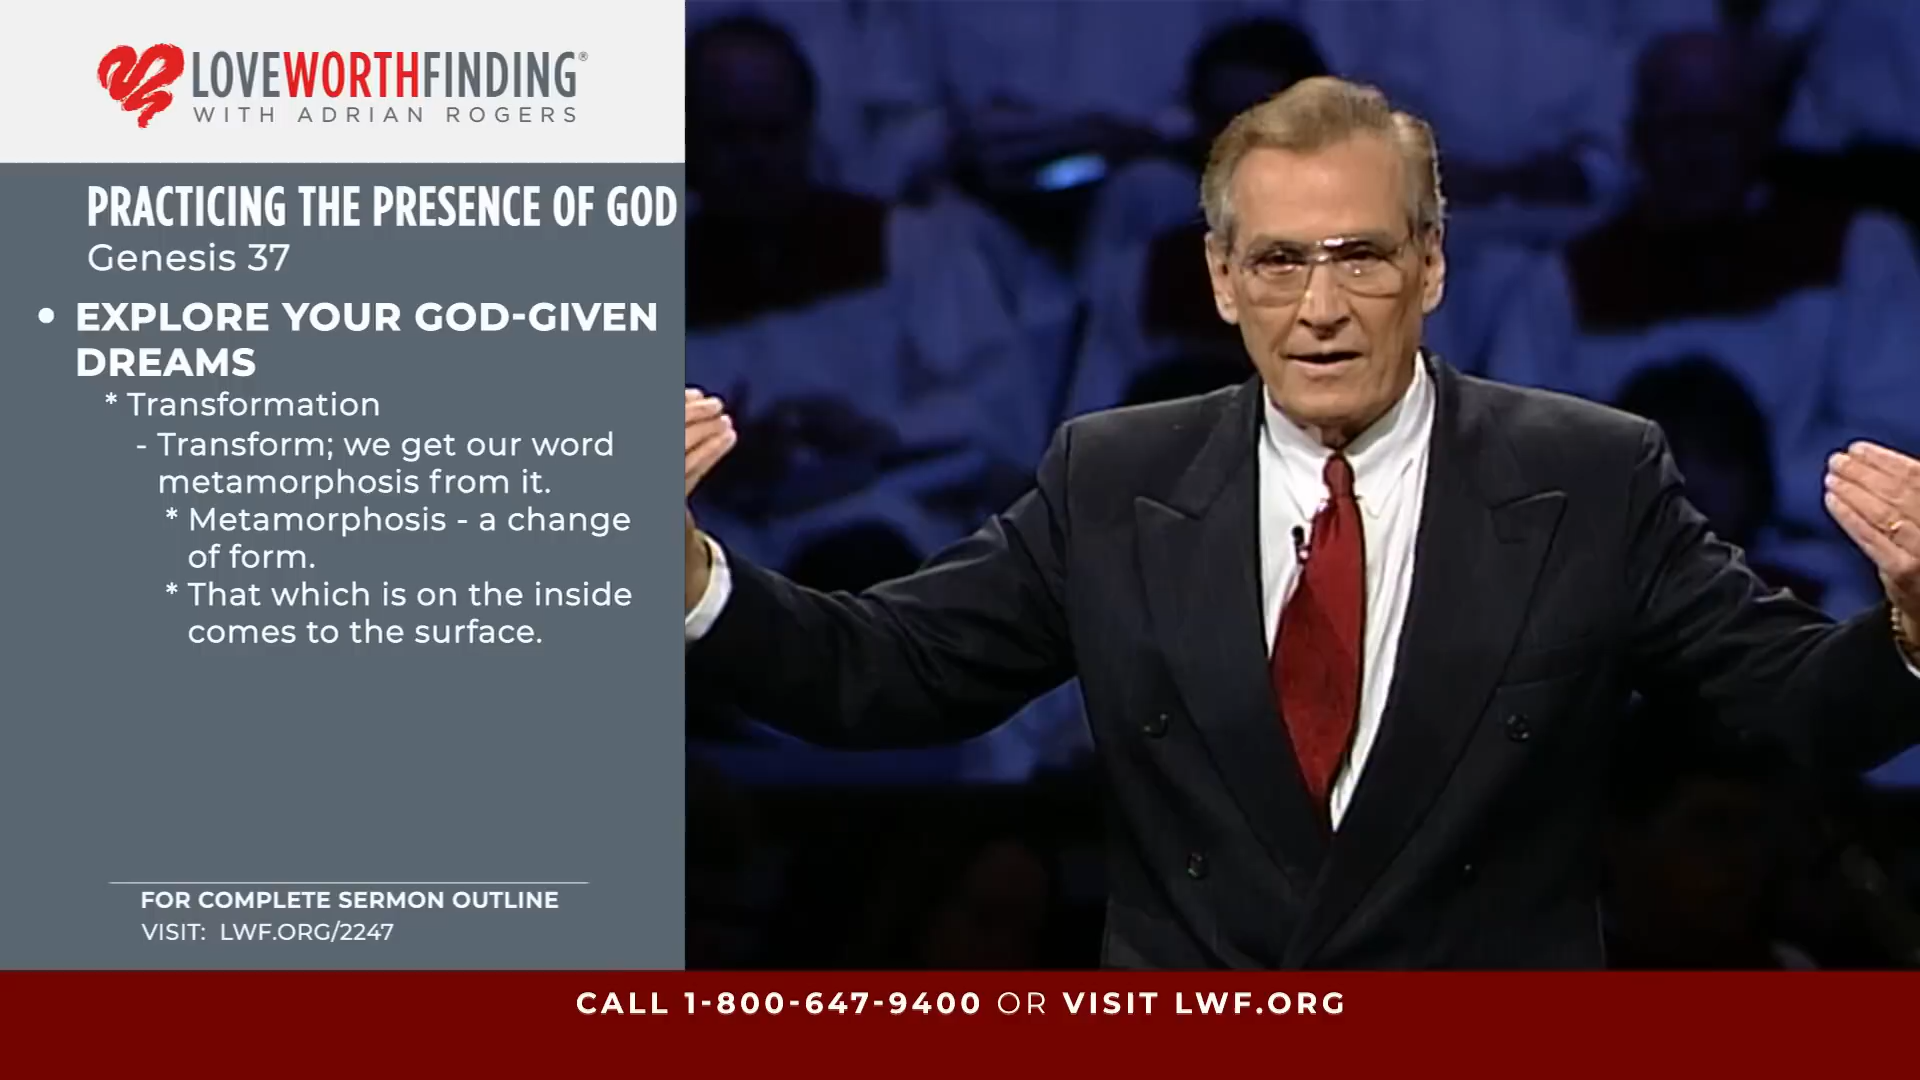 LOVEWORTHFINDING®
WITH ADRIAN ROGERS
PRACTICING THE PRESENCE OF GOD
Genesis 37
• EXPLORE YOUR GOD-GIVEN
DREAMS
* Transformation
- Transform; we get our word
metamorphosis from it.
* Metamorphosis - a change
of form.
* That which is on the inside
comes to the surface.
FOR COMPLETE SERMON OUTLINE
VISIT: LWF.ORG/2247
CALL 1-800-647-9400 OR VISIT LWF.ORG